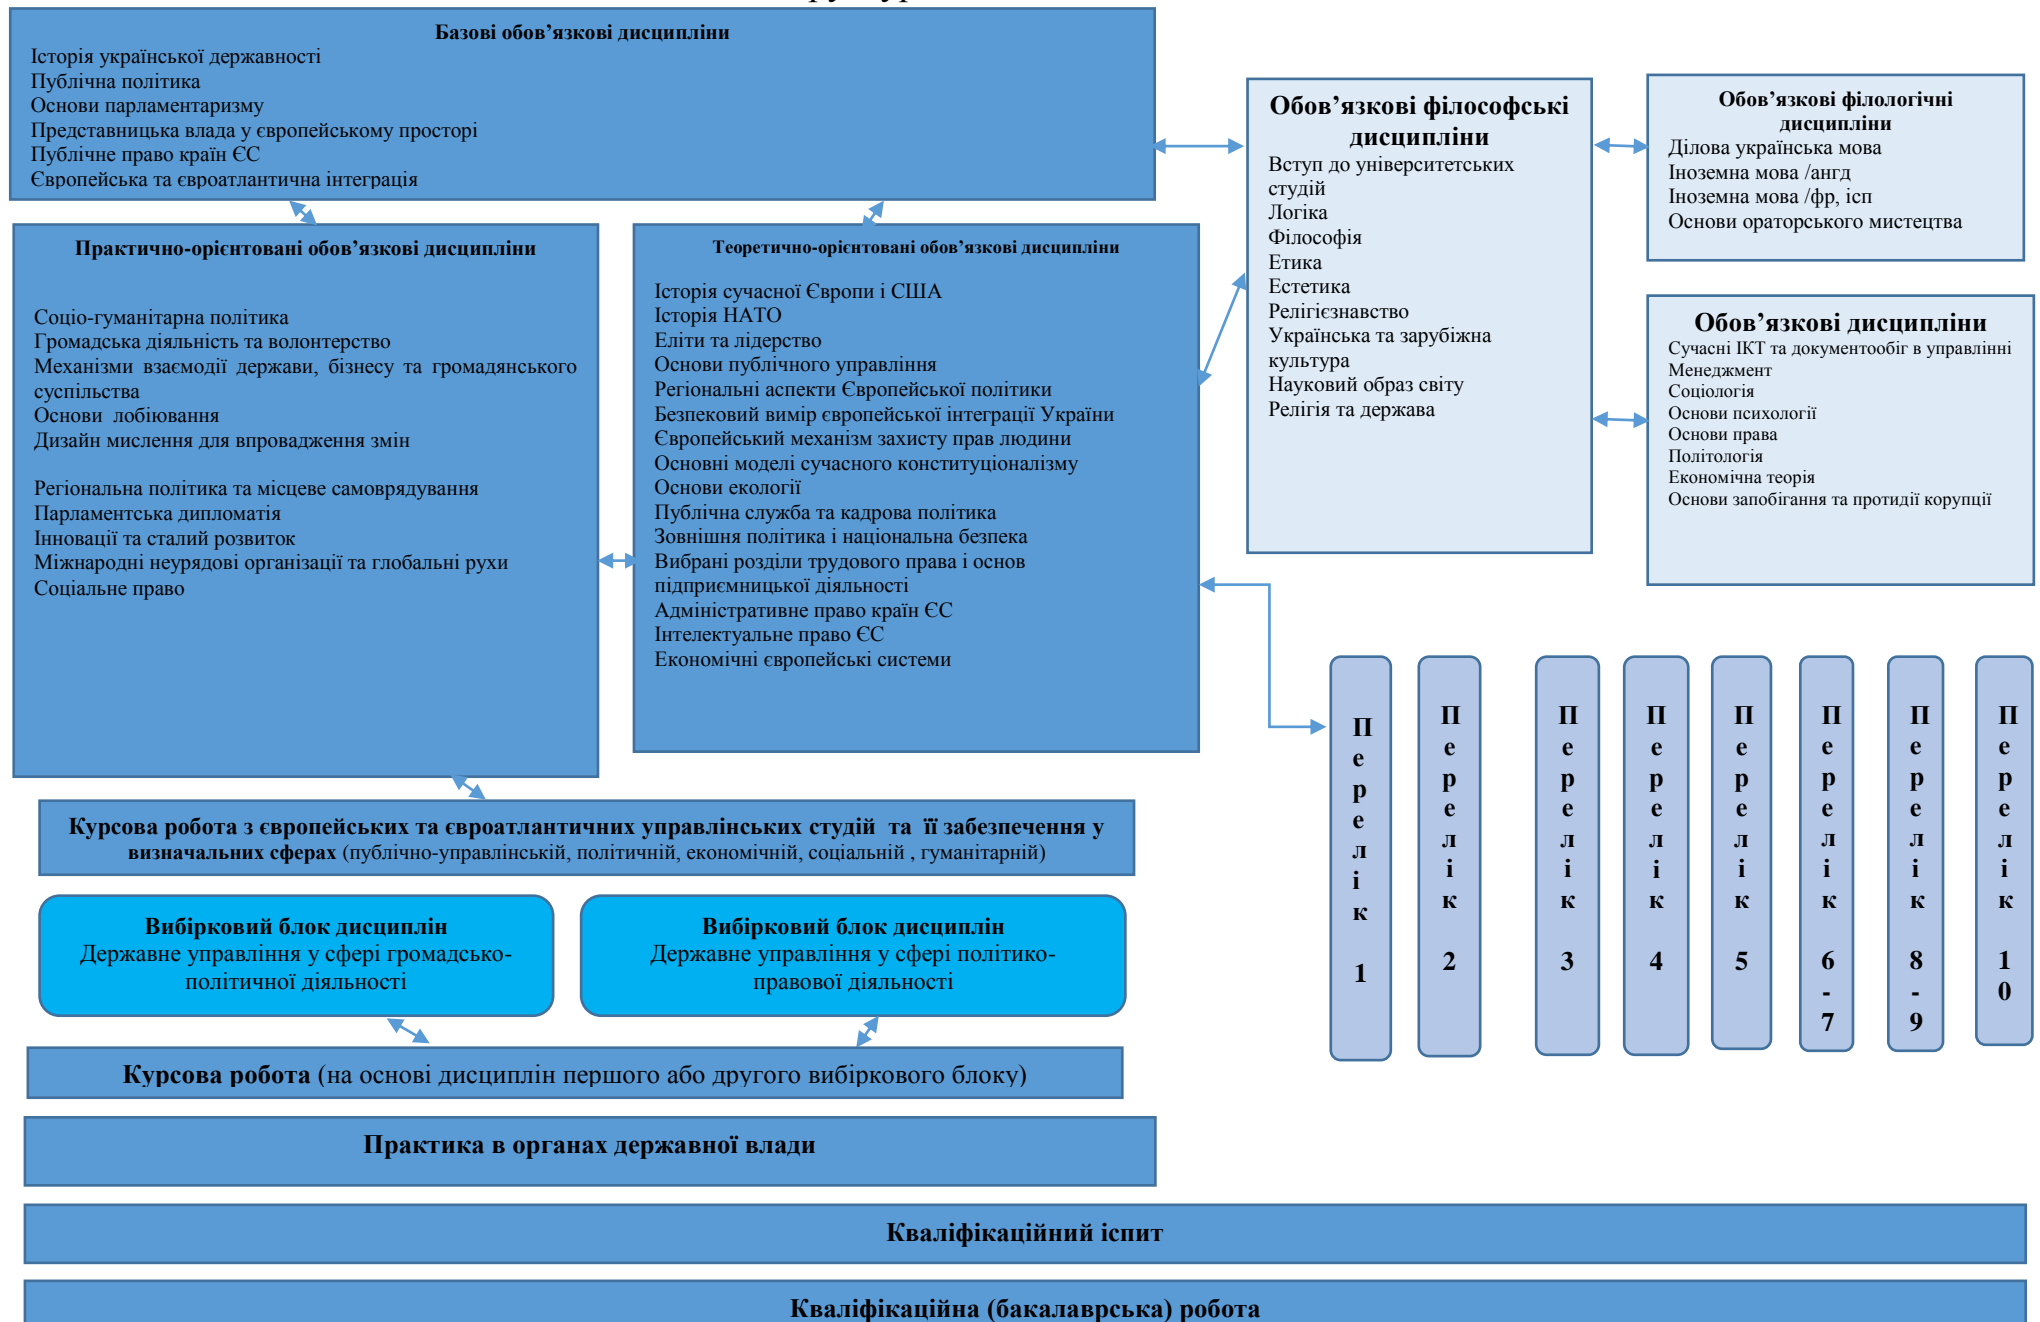 Базові обов’язкові дисципліни
Історія української державності
Публічна політика
Основи парламентаризму
Представницька влада у європейському просторі
Публічне право країн ЄС
Європейська та євроатлантична інтеграція
Практично-орієнтовані обов’язкові дисципліни
Соціо-гуманітарна політика
Громадська діяльність та волонтерство
Механізми взаємодії держави, бізнесу та громадянського
суспільства
Основи лобіювання
Дизайн мислення для впровадження змін
Регіональна політика та місцеве самоврядування
Парламентська дипломатія
Інновації та сталий розвиток
Міжнародні неурядові організації та глобальні рухи
Соціальне право
Теоретично-орієнтовані обов’язкові дисципліни
Історія сучасної Європи і США
Історія НАТО
Еліти та лідерство
Основи публічного управління
Регіональні аспекти Європейської політики
Безпековий вимір європейської інтеграції України
Європейський механізм захисту прав людини
Основні моделі сучасного конституціоналізму
Основи екології
Публічна служба та кадрова політика
Зовнішня політика і національна безпека
Вибрані розділи трудового права і основ
підприємницької діяльності
Адміністративне право країн ЄС
Інтелектуальне право ЄС
Економічні європейські системи
Обов’язкові філософські
дисципліни
Вступ до університетських
студій
Логіка
Філософія
Етика
Естетика
Релігієзнавство
Українська та зарубіжна
культура
Науковий образ світу
Релігія та держава
Обов’язкові філологічні
дисципліни
Ділова українська мова
Іноземна мова /англ
Іноземна мова /фр, ісп
Основи ораторського мистецтва
Обов’язкові дисципліни
Сучасні ІКТ та документообіг в управлінні
Менеджмент
Соціологія
Основи психології
Основи права
Політологія
Економічна теорія
Основи запобігання та протидії корупції
Перелік 1
Перелік 2
Перелік 3
Перелік 4
Перелік 5
Перелік 6-7
Перелік 8-9
Перелік 10
Курсова робота з європейських та євроатлантичних управлінських студій та її забезпечення у
визначальних сферах (публічно-управлінській, політичній, економічній, соціальній , гуманітарній)
Вибірковий блок дисциплін
Державне управління у сфері громадсько-
політичної діяльності
Вибірковий блок дисциплін
Державне управління у сфері політико-
правової діяльності
Курсова робота (на основі дисциплін першого або другого вибіркового блоку)
Практика в органах державної влади
Кваліфікаційний іспит
Кваліфікаційна (бакалаврська) робота